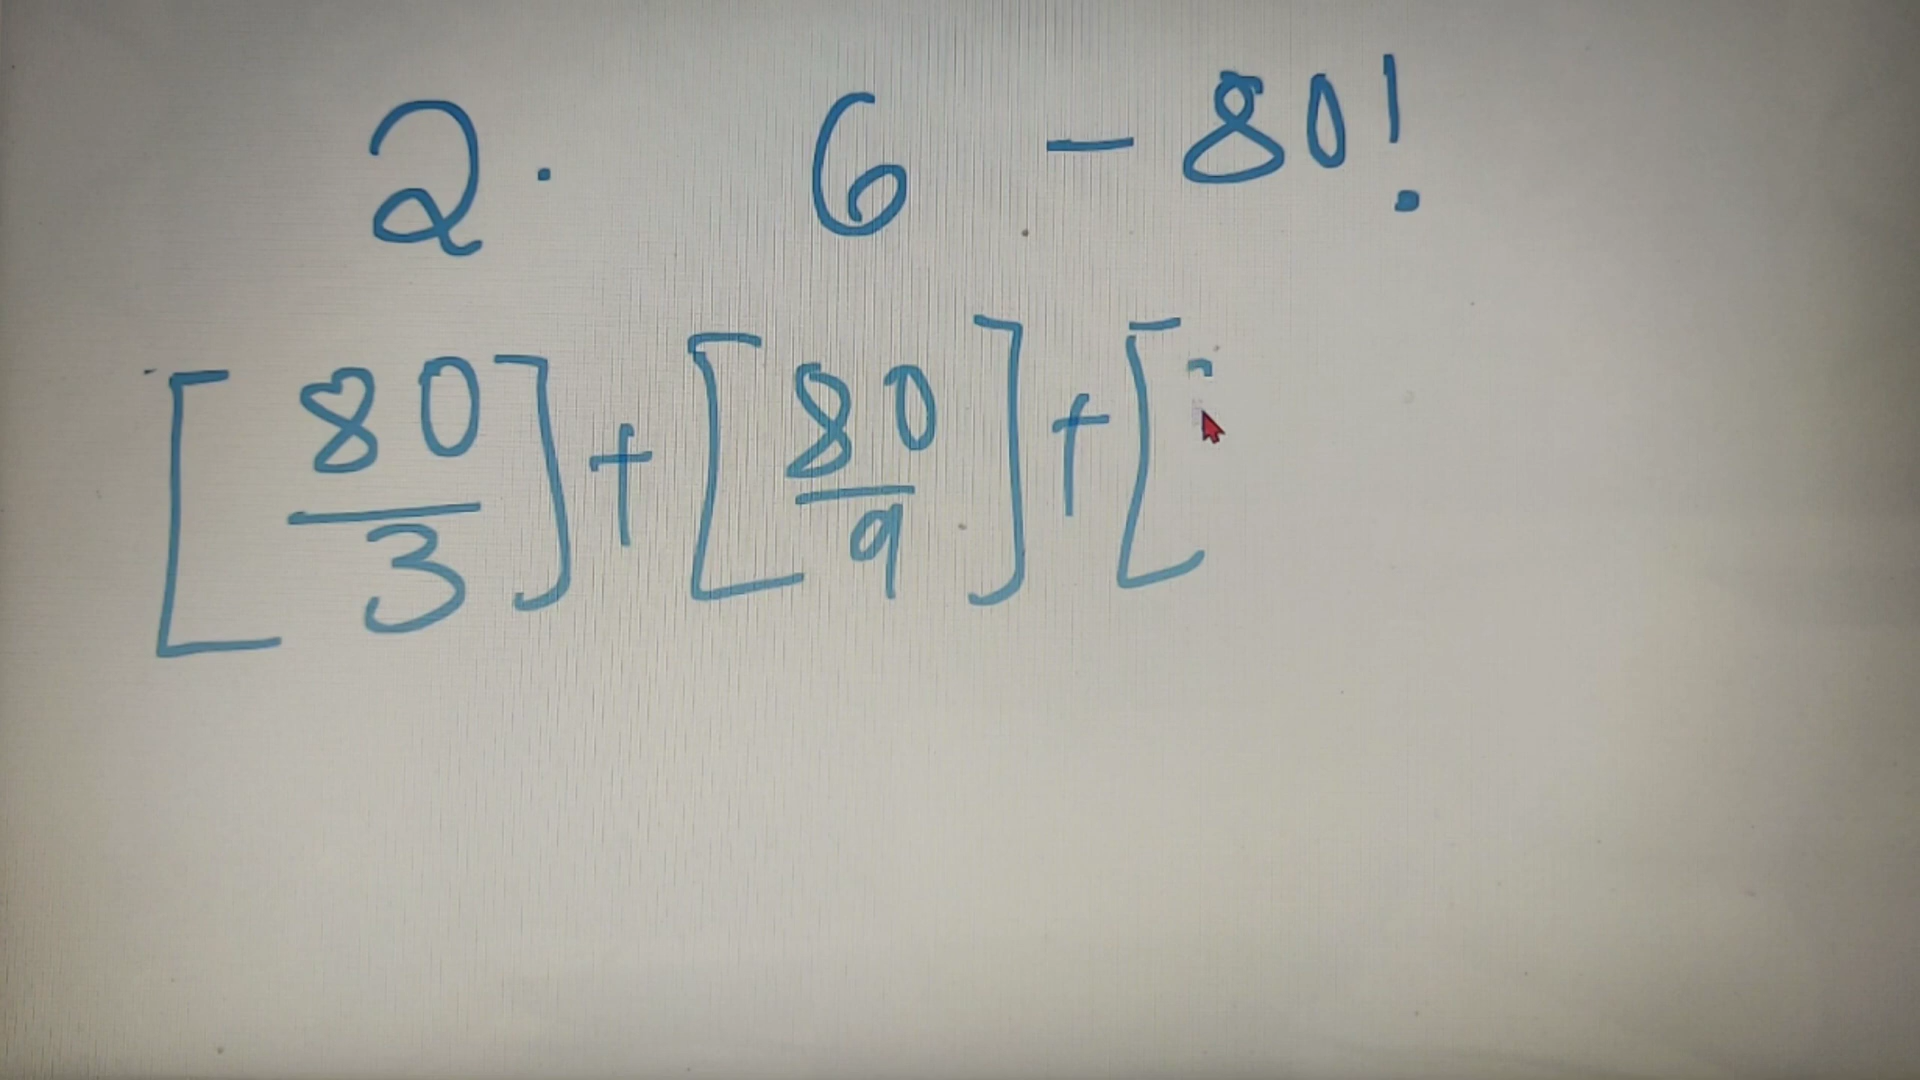 2. 6 - 80!
[80/3] + [80/9] + [